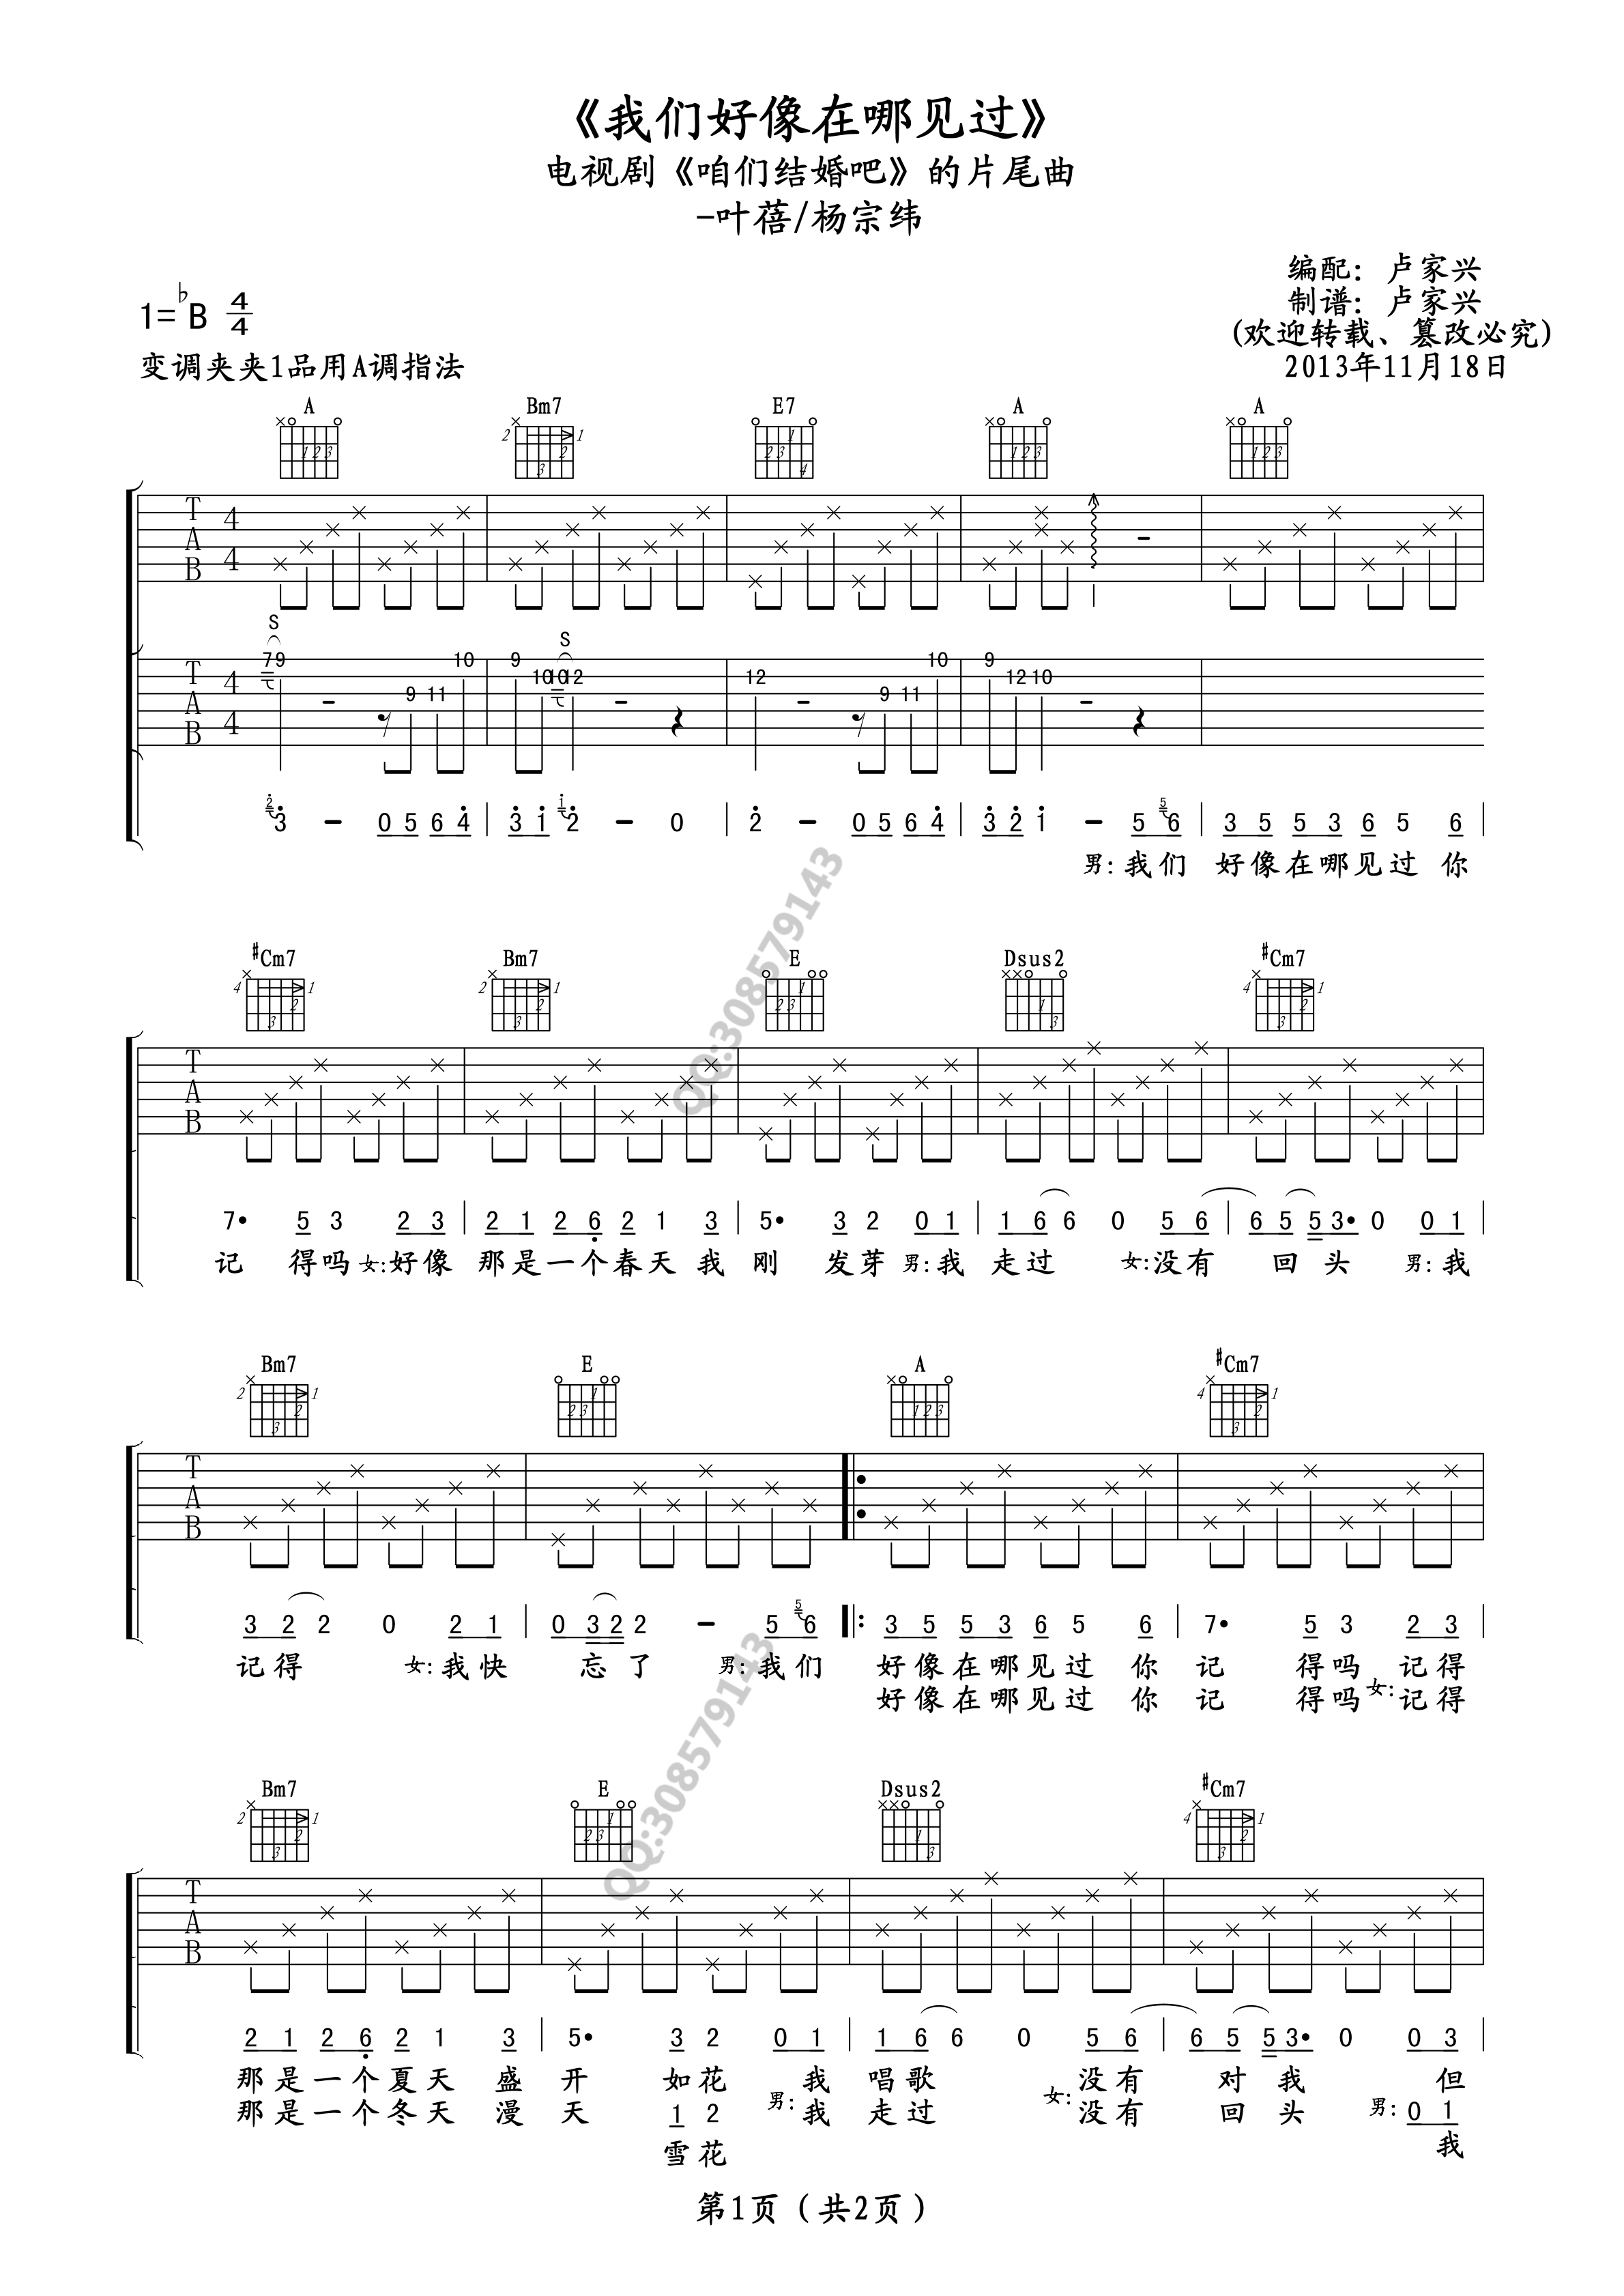 《我们好像在哪见过》
电视剧《咱们结婚吧》的片尾曲
-叶蓓/杨宗纬
编配: 卢家兴
制谱: 卢家兴
(欢迎转载、篡改必究)
2013年11月18日
1=♭B 4/4
变调夹夹1品用A调指法
A Bm7 E7 A A
2 1 2 3 1 2 3
T A B 4 4
S S
T A B 4 4 7 9 9 11 10 9 10 10 12 12 9 11 10 9 12 10
2 3 – 0 5 6 4 | 3 1 1 2 – 0 | 2 – 0 5 6 4 | 3 2 1 – 5 5 6 | 3 5 5 3 6 5 6 |
男: 我们 好像在哪见过 你
#Cm7 Bm7 E Dsus2 #Cm7
T A B
7• 5 3 2 3 | 2 1 2 6 2 1 3 | 5• 3 2 0 1 | 1 6 6 0 5 6 | 6 5 5 3• 0 0 1 |
记 得吗 女: 好像 那是一个春天 我 刚 发芽 男: 我 走过 女: 没有 回 头 男: 我
Bm7 E A #Cm7
T A B
3 2 2 0 2 1 | 0 3 2 2 – 5 5 6 |: 3 5 5 3 6 5 6 | 7• 5 3 2 3 |
记得 女: 我快 忘了 男: 我们 好像在哪见过 你 记 得吗 记得
好像在哪见过 你 记 得吗 女: 记得
Bm7 E Dsus2 #Cm7
T A B
2 1 2 6 2 1 3 | 5• 3 2 0 1 | 1 6 6 0 5 6 | 6 5 5 3• 0 0 3 |
那是一个夏天 盛 开 如花 我 唱歌 没有 对 我 但
那是一个冬天 漫 天 1 2 男: 我 走过 女: 没有 回 头 男: 0 1
雪花 我
第1页（共2页）
QQ:308579143
QQ:308579143